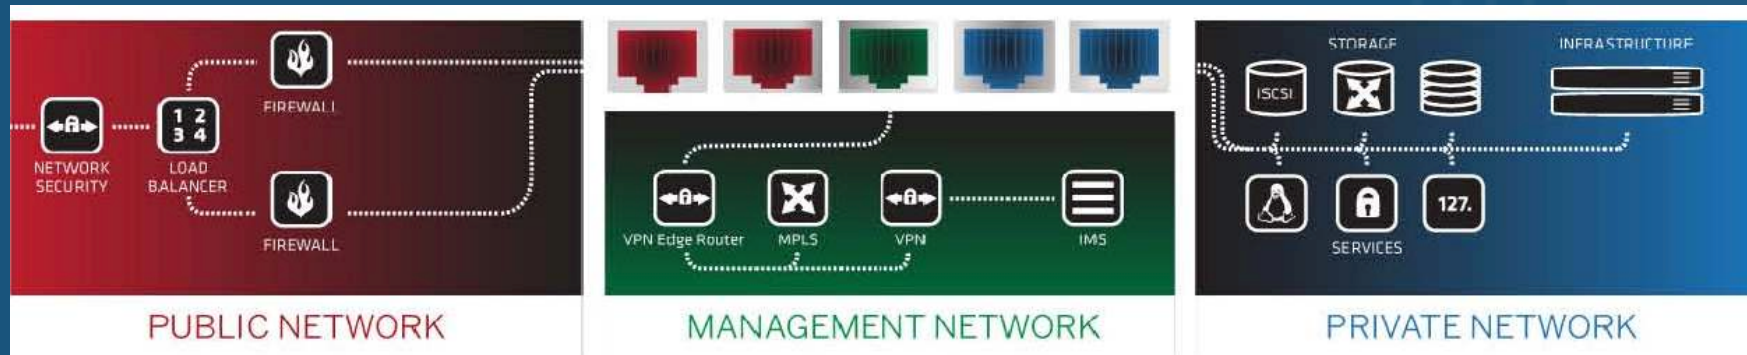 FIREWALL
NETWORK
SECURITY
1 2
3 4
LOAD
BALANCER
FIREWALL
PUBLIC NETWORK
VPN Edge Router
MPLS
VPN
IMS
MANAGEMENT NETWORK
STORAGE
INFRASTRUCTURE
ISCSI
127.
SERVICES
PRIVATE NETWORK